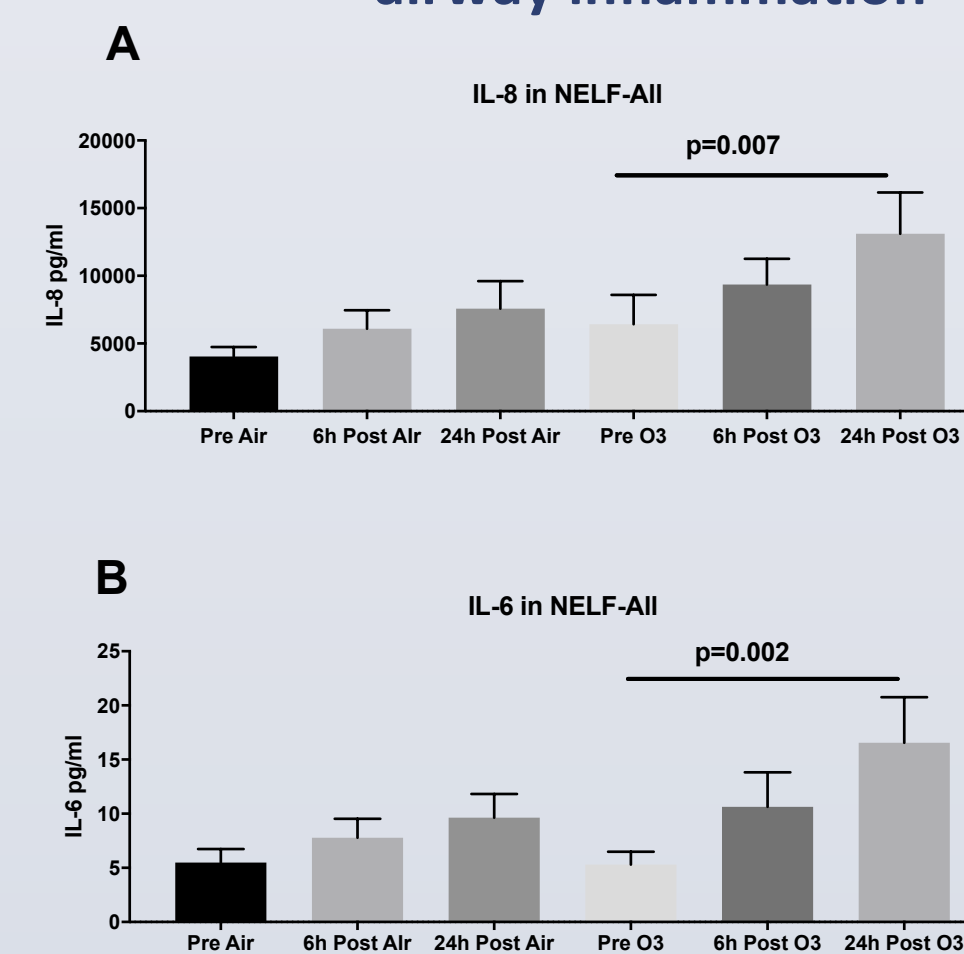 airway inflammation
A
IL-8 in NELF-All
p=0.007
20000
15000
10000
5000
0
IL-8 pg/ml
Pre Air
6h Post AIr
24h Post Air
Pre O3
6h Post O3
24h Post O3
B
IL-6 in NELF-All
p=0.002
25
20
15
10
5
0
IL-6 pg/ml
Pre Air
6h Post AIr
24h Post Air
Pre O3
6h Post O3
24h Post O3